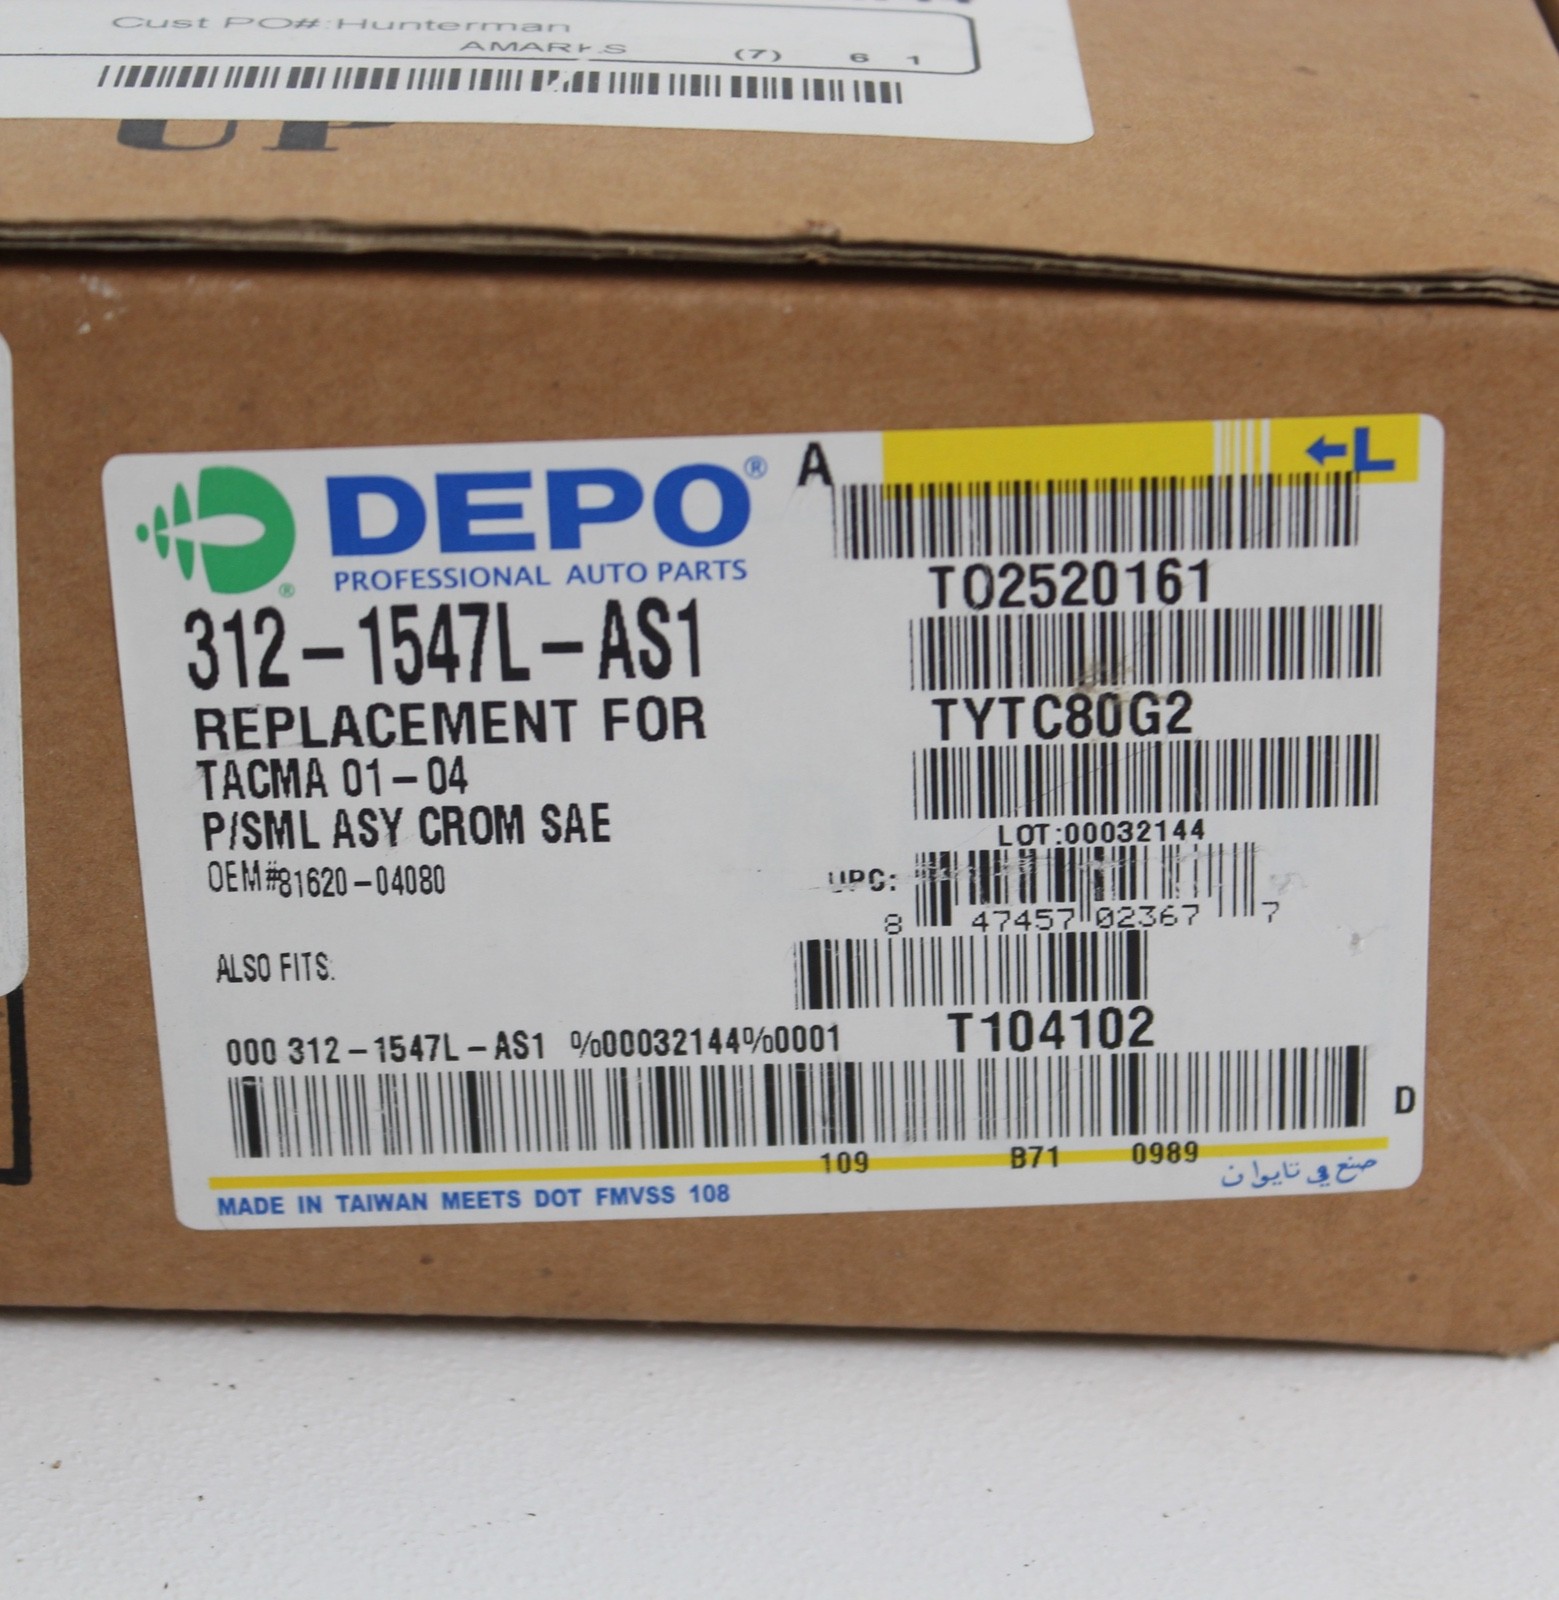 Cust PO#:Hunterman
(7) 6 1
UP
DEPO®
PROFESSIONAL AUTO PARTS
®
A
←L
312-1547L-AS1
REPLACEMENT FOR
TACMA 01-04
P/SML ASY CROM SAE
OEM#81620-04080
ALSO FITS:
TO2520161
TYTC80G2
LOT:00032144
UPC:
8 47457 02367 7
T104102
000 312-1547L-AS1 %00032144%0001
D
109 B71 0989
MADE IN TAIWAN MEETS DOT FMVSS 108
صنع في تايوان